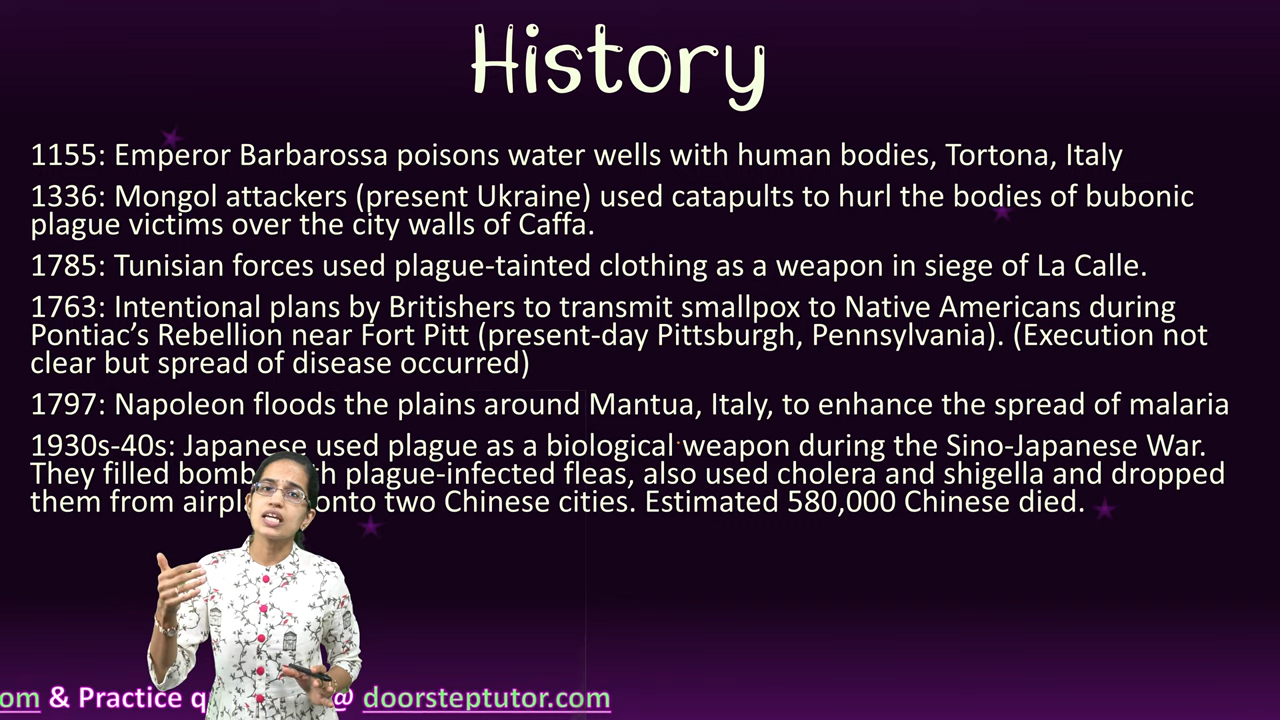 History
1155: Emperor Barbarossa poisons water wells with human bodies, Tortona, Italy
1336: Mongol attackers (present Ukraine) used catapults to hurl the bodies of bubonic
plague victims over the city walls of Caffa.
1785: Tunisian forces used plague-tainted clothing as a weapon in siege of La Calle.
1763: Intentional plans by Britishers to transmit smallpox to Native Americans during
Pontiac’s Rebellion near Fort Pitt (present-day Pittsburgh, Pennsylvania). (Execution not
clear but spread of disease occurred)
1797: Napoleon floods the plains around Mantua, Italy, to enhance the spread of malaria
1930s-40s: Japanese used plague as a biological weapon during the Sino-Japanese War.
They filled plague-infected fleas, also used cholera and shigella and dropped
them from onto two Chinese cities. Estimated 580,000 Chinese died.
om & Practice @ doorsteptutor.com